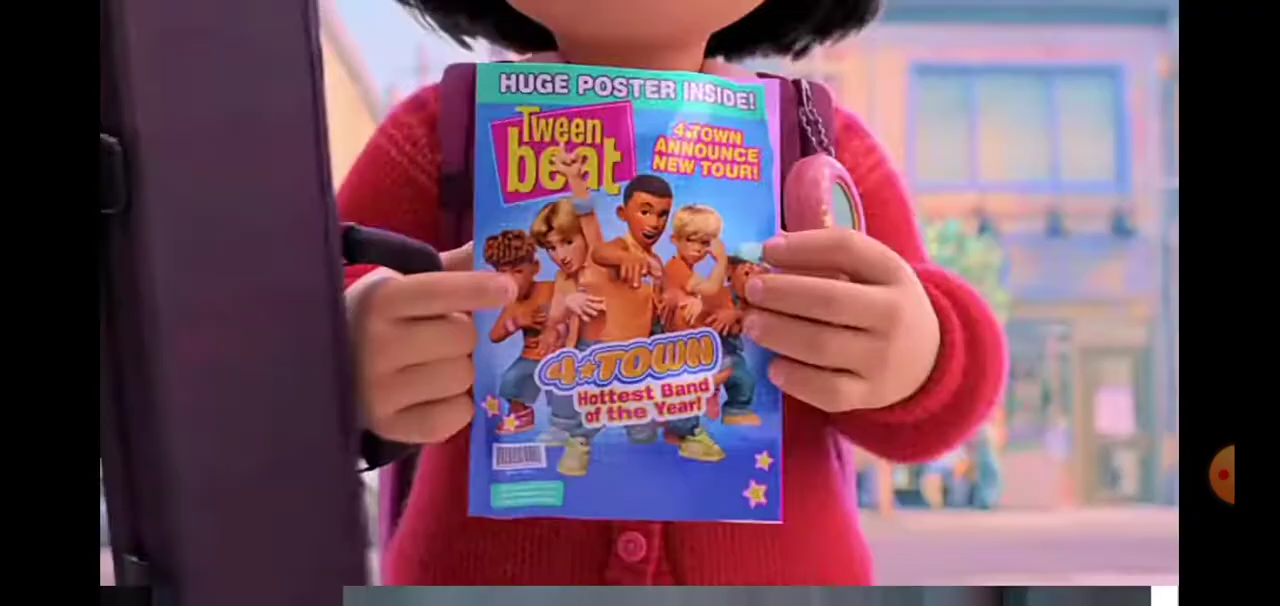 HUGE POSTER INSIDE!
Tween
beat
4★TOWN
ANNOUNCE
NEW TOUR!
4★TOWN
Hottest Band
of the Year!